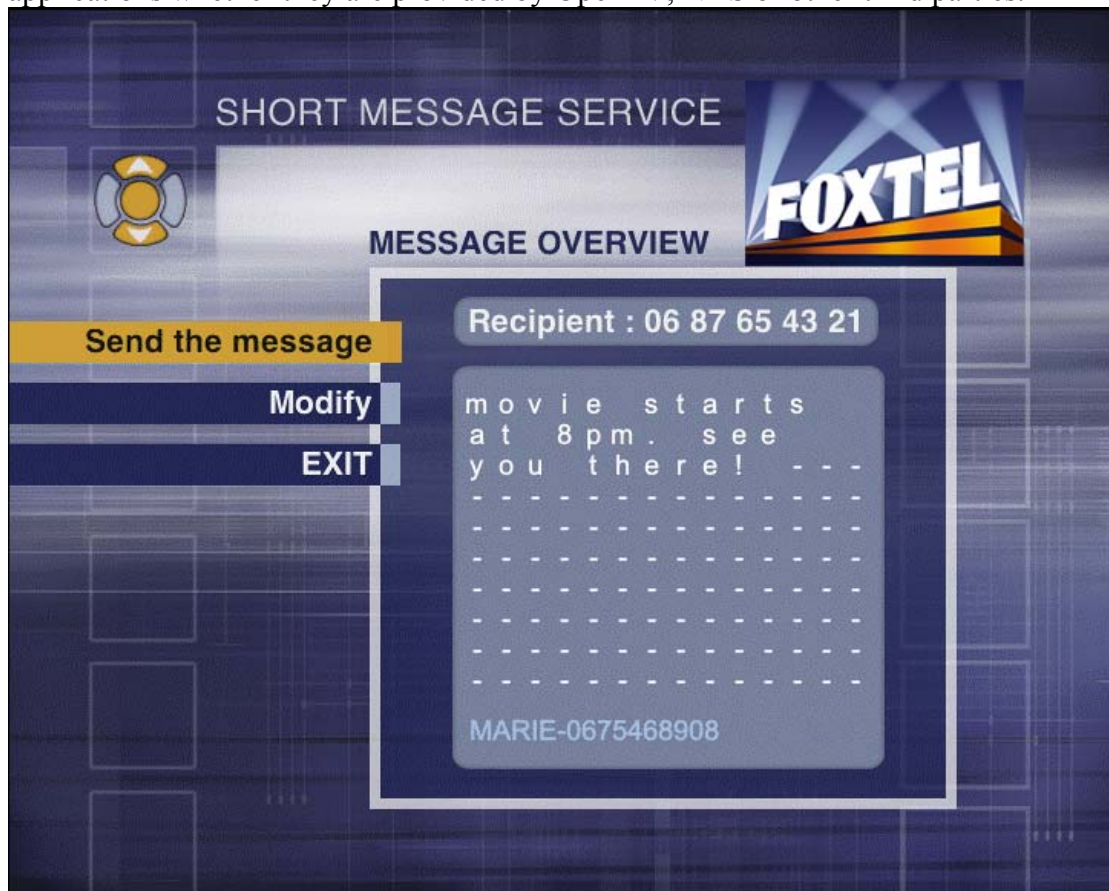 SHORT MESSAGE SERVICE
FOXTEL
MESSAGE OVERVIEW
Send the message
Modify
EXIT
Recipient : 06 87 65 43 21
movie starts
at 8pm. see
you there! - - -
- - - - - - - - - - - - - -
- - - - - - - - - - - - - -
- - - - - - - - - - - - - -
- - - - - - - - - - - - - -
- - - - - - - - - - - - - -
- - - - - - - - - - - - - -
- - - - - - - - - - - - - -
MARIE-0675468908